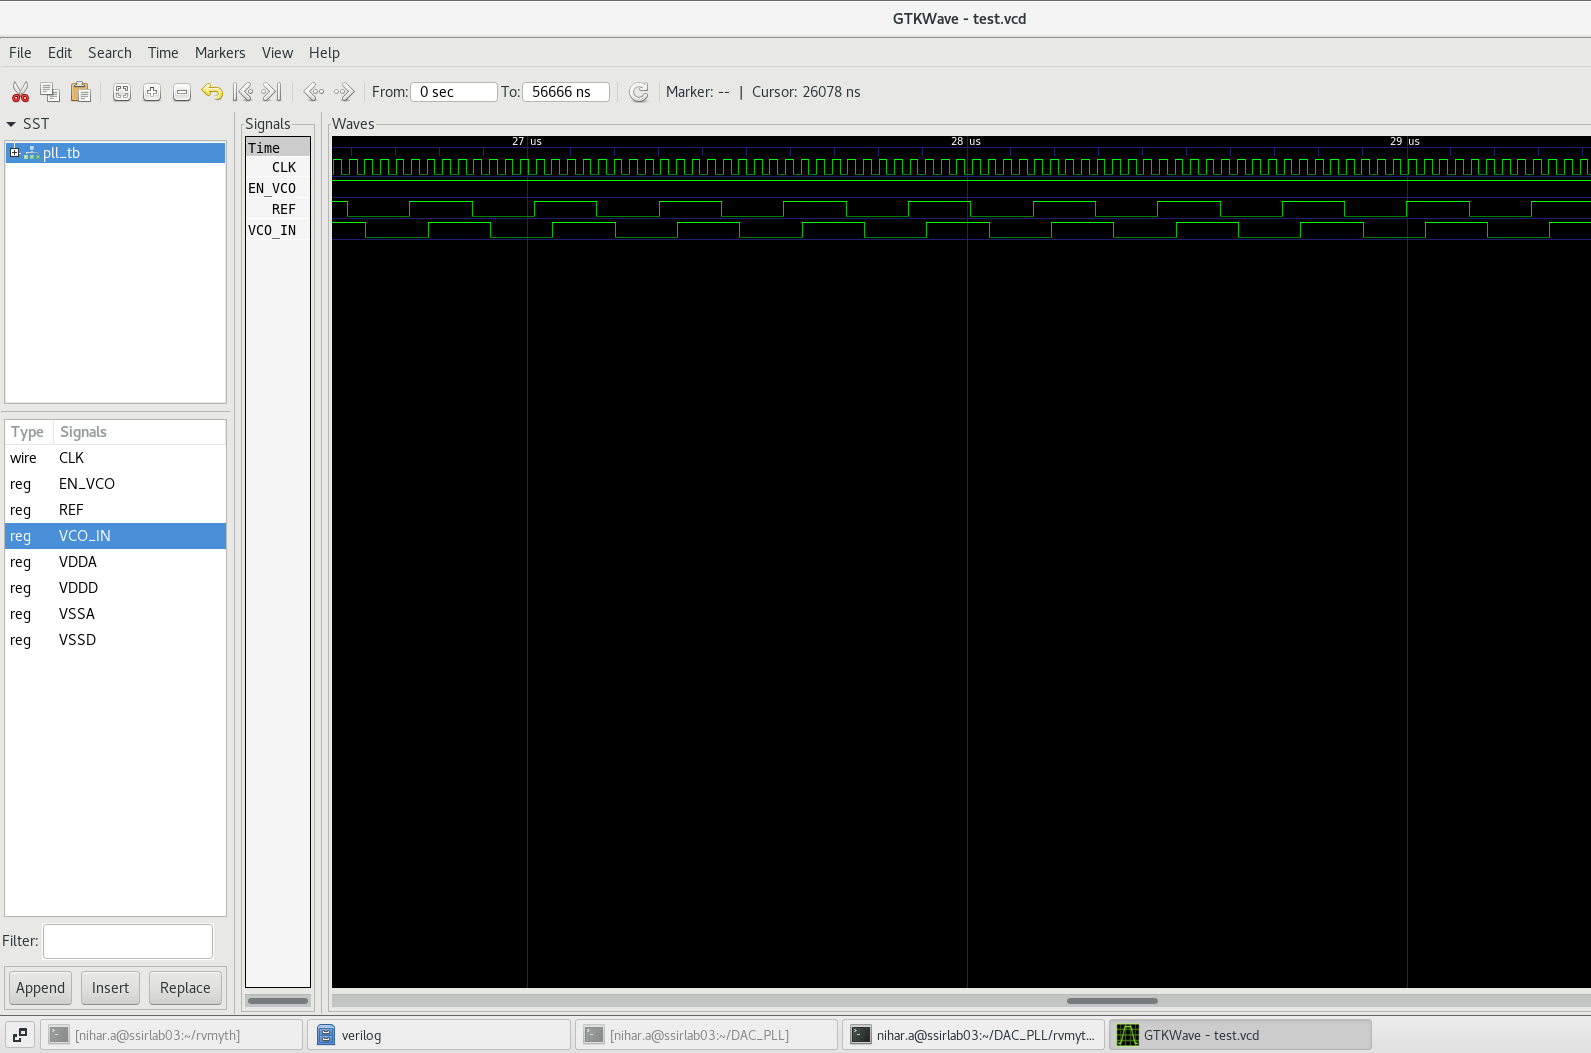 GTKWave - test.vcd
File Edit Search Time Markers View Help
From: 0 sec To: 56666 ns Marker: -- | Cursor: 26078 ns
SST
pll_tb
Type Signals
wire CLK
reg EN_VCO
reg REF
reg VCO_IN
reg VDDA
reg VDDD
reg VSSA
reg VSSD
Filter:
Append Insert Replace
Signals
Time
CLK
EN_VCO
REF
VCO_IN
Waves
27 us 28 us 29 us
[nihar.a@ssirlab03:~/rvmyth] verilog [nihar.a@ssirlab03:~/DAC_PLL] nihar.a@ssirlab03:~/DAC_PLL/rvmyt... GTKWave - test.vcd